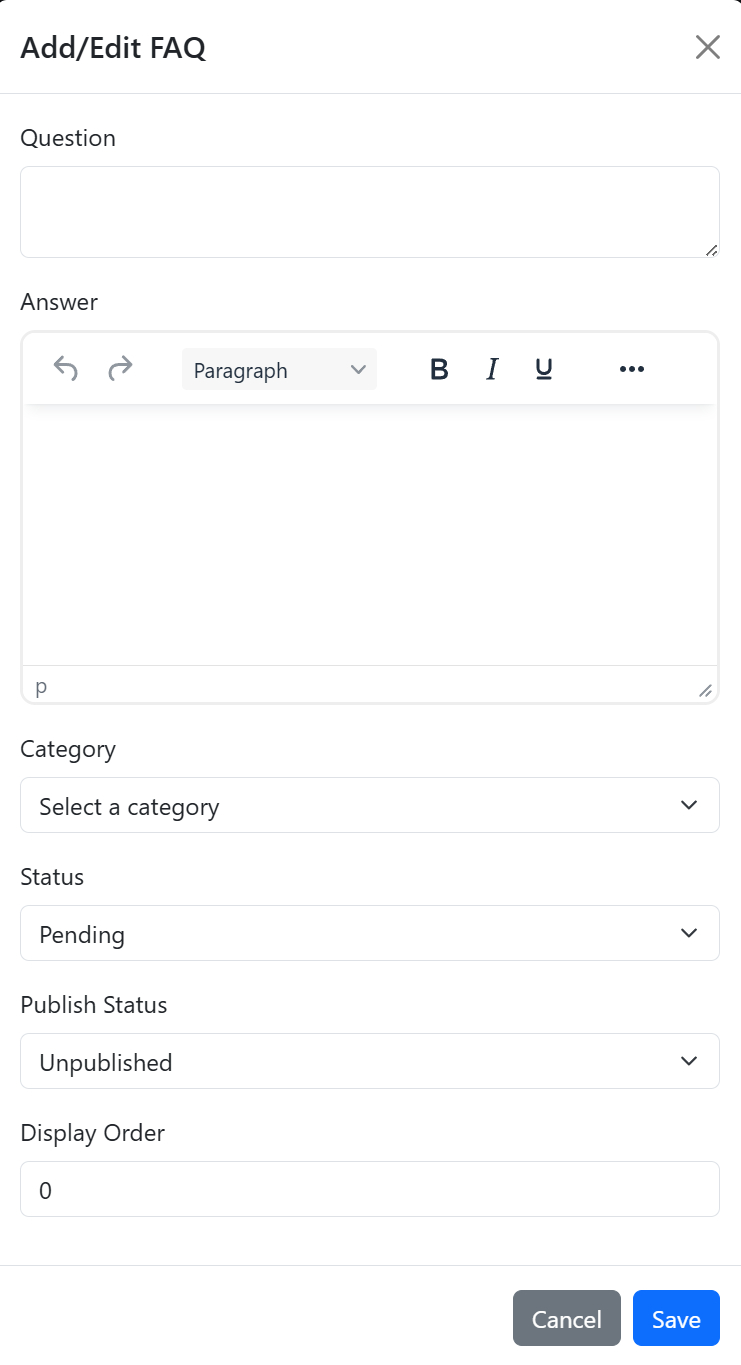 Add/Edit FAQ
Question
Answer
Paragraph B I U
p
Category
Select a category
Status
Pending
Publish Status
Unpublished
Display Order
0
Cancel Save